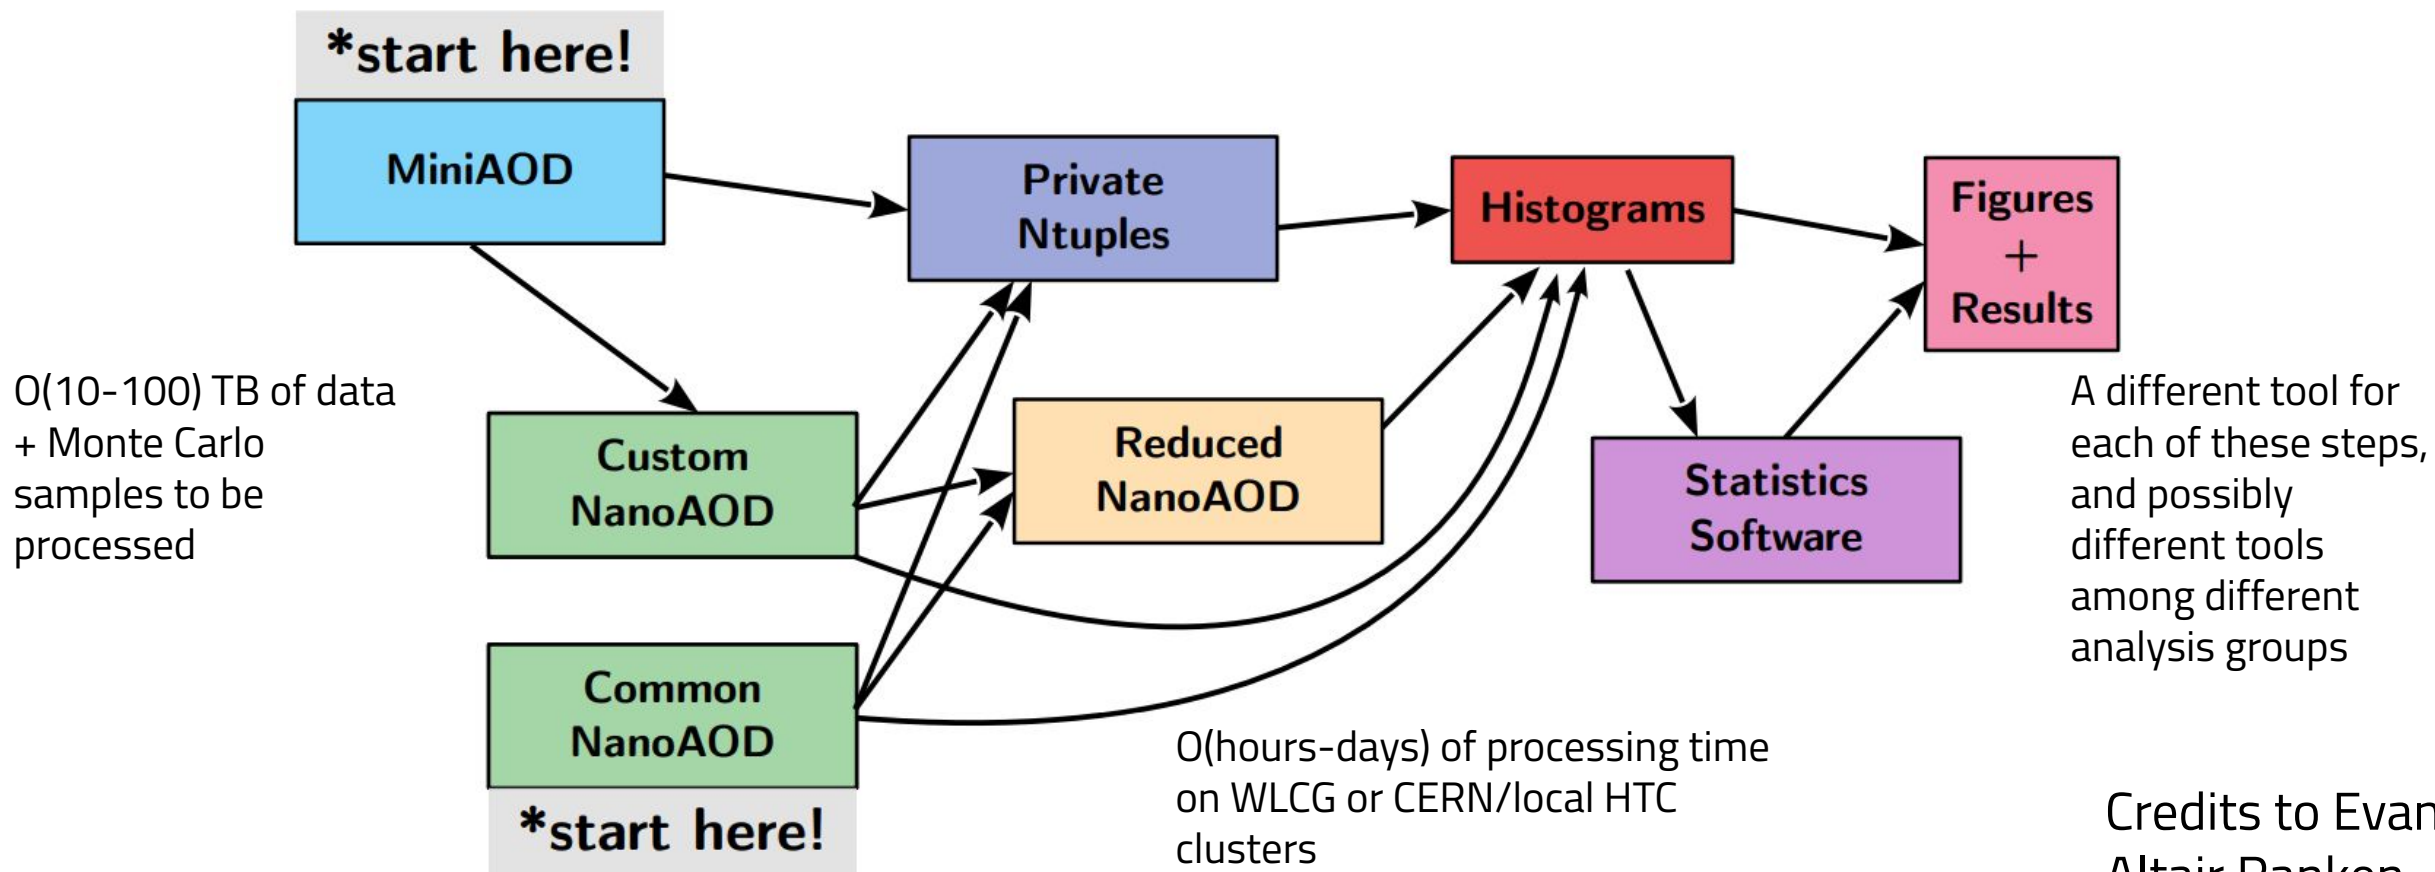 *start here!
MiniAOD
Private
Ntuples
Histograms
Figures
+
Results
O(10-100) TB of data
+ Monte Carlo
samples to be
processed
Custom
NanoAOD
Reduced
NanoAOD
Statistics
Software
A different tool for
each of these steps,
and possibly
different tools
among different
analysis groups
Common
NanoAOD
*start here!
O(hours-days) of processing time
on WLCG or CERN/local HTC
clusters
Credits to Evan
Altair Ranken